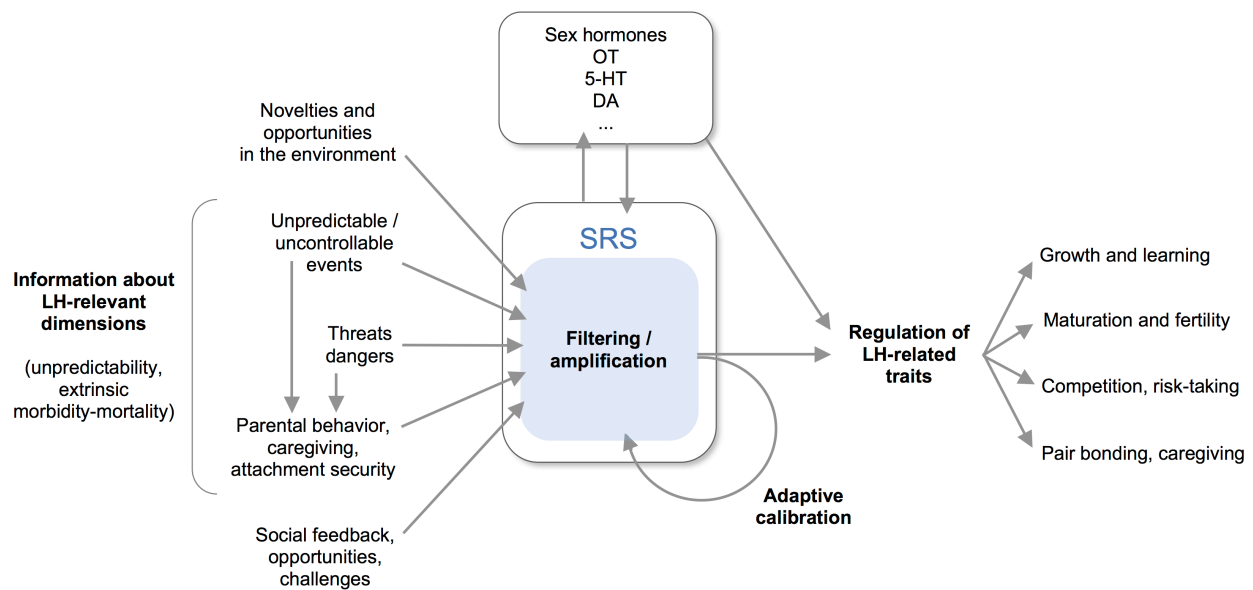 Sex hormones
OT
5-HT
DA
...
Novelties and
opportunities
in the environment
Unpredictable /
uncontrollable
events
Information about
LH-relevant
dimensions
(unpredictability,
extrinsic
morbidity-mortality)
Threats
dangers
Parental behavior,
caregiving,
attachment security
Social feedback,
opportunities,
challenges
SRS
Filtering /
amplification
Adaptive
calibration
Regulation of
LH-related
traits
Growth and learning
Maturation and fertility
Competition, risk-taking
Pair bonding, caregiving